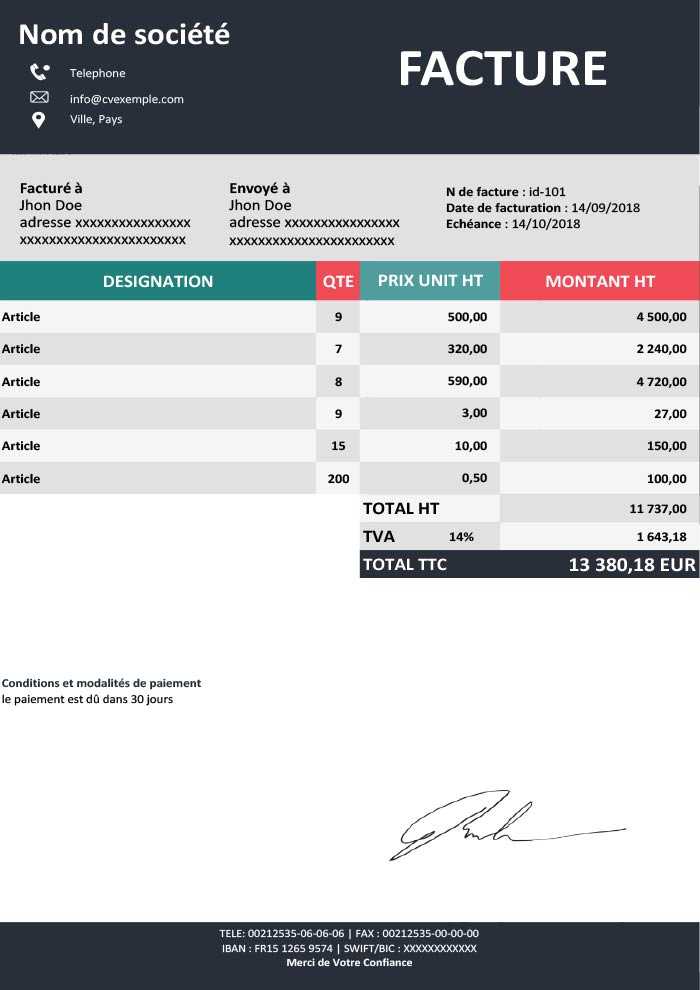 Nom de société
FACTURE
Telephone
info@cvexemple.com
Ville, Pays
Facturé à
Jhon Doe
adresse xxxxxxxxxxxxxxxx
xxxxxxxxxxxxxxxxxxxxxxx
Envoyé à
Jhon Doe
adresse xxxxxxxxxxxxxxxx
xxxxxxxxxxxxxxxxxxxxxxx
N de facture : id-101
Date de facturation : 14/09/2018
Echéance : 14/10/2018
DESIGNATION QTE PRIX UNIT HT MONTANT HT
Article 9 500,00 4 500,00
Article 7 320,00 2 240,00
Article 8 590,00 4 720,00
Article 9 3,00 27,00
Article 15 10,00 150,00
Article 200 0,50 100,00
TOTAL HT 11 737,00
TVA 14% 1 643,18
TOTAL TTC 13 380,18 EUR
Conditions et modalités de paiement
le paiement est dû dans 30 jours
TELE: 00212535-06-06-06 | FAX : 00212535-00-00-00
IBAN : FR15 1265 9574 | SWIFT/BIC : XXXXXXXXXXXX
Merci de Votre Confiance